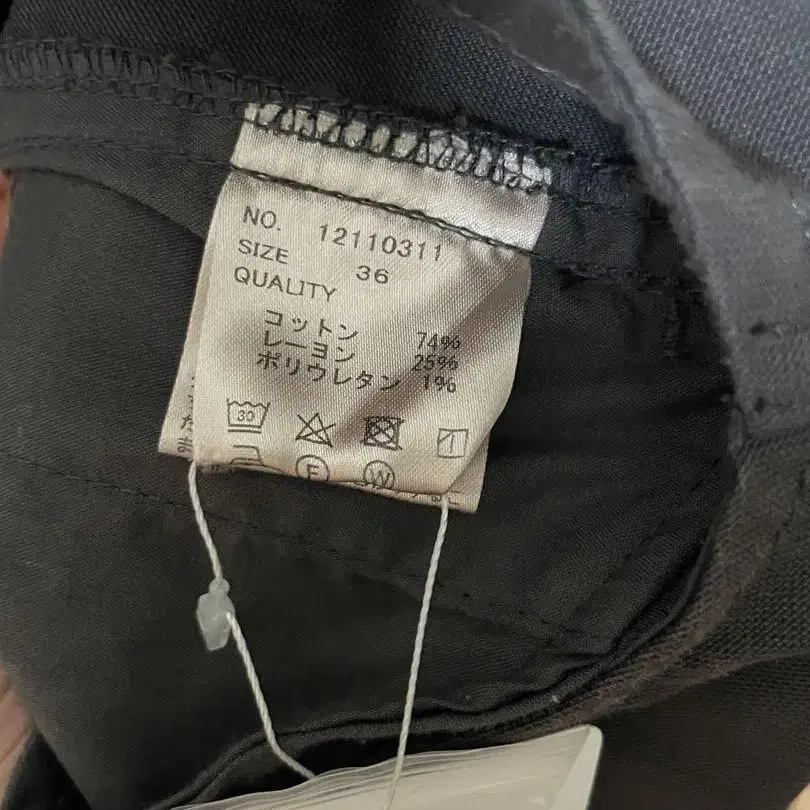 NO. 12110311
SIZE 36
QUALITY
コットン 74%
レーヨン 25%
ポリウレタン 1%
30
F W